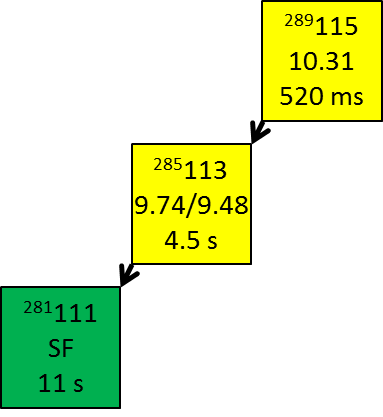 ²⁸⁹115
10.31
520 ms
²⁸⁵113
9.74/9.48
4.5 s
²⁸¹111
SF
11 s